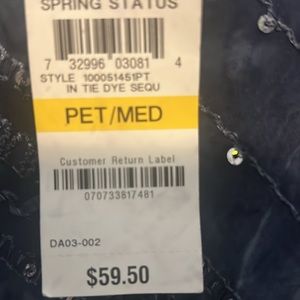 SPRING STATUS
7 32996 03081 4
STYLE 100051451PT
IN TIE DYE SEQU
PET/MED
Customer Return Label
070733817481
DA03-002
$59.50